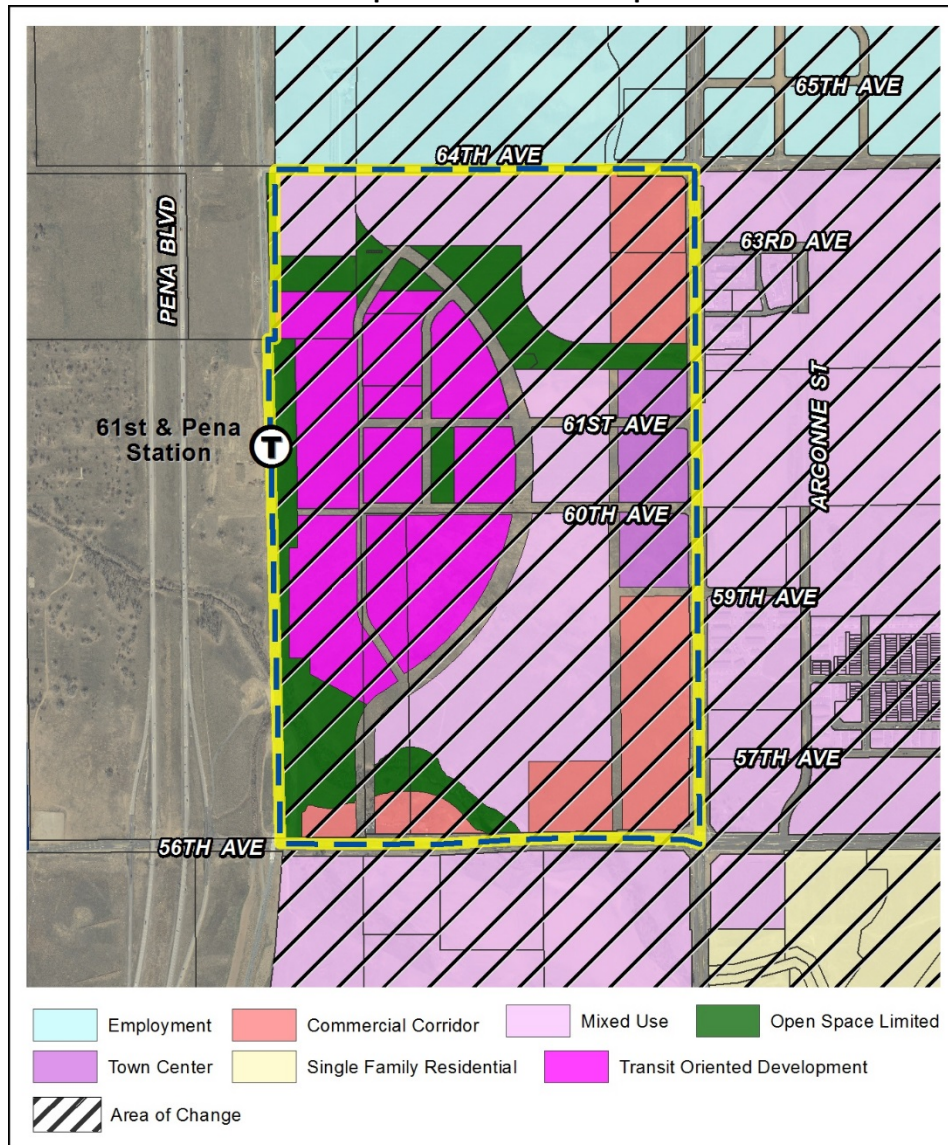 65TH AVE
64TH AVE
PENA BLVD
63RD AVE
61st & Pena
Station
T
61ST AVE
ARGONNE ST
60TH AVE
59TH AVE
57TH AVE
56TH AVE
Employment
Commercial Corridor
Mixed Use
Open Space Limited
Town Center
Single Family Residential
Transit Oriented Development
Area of Change